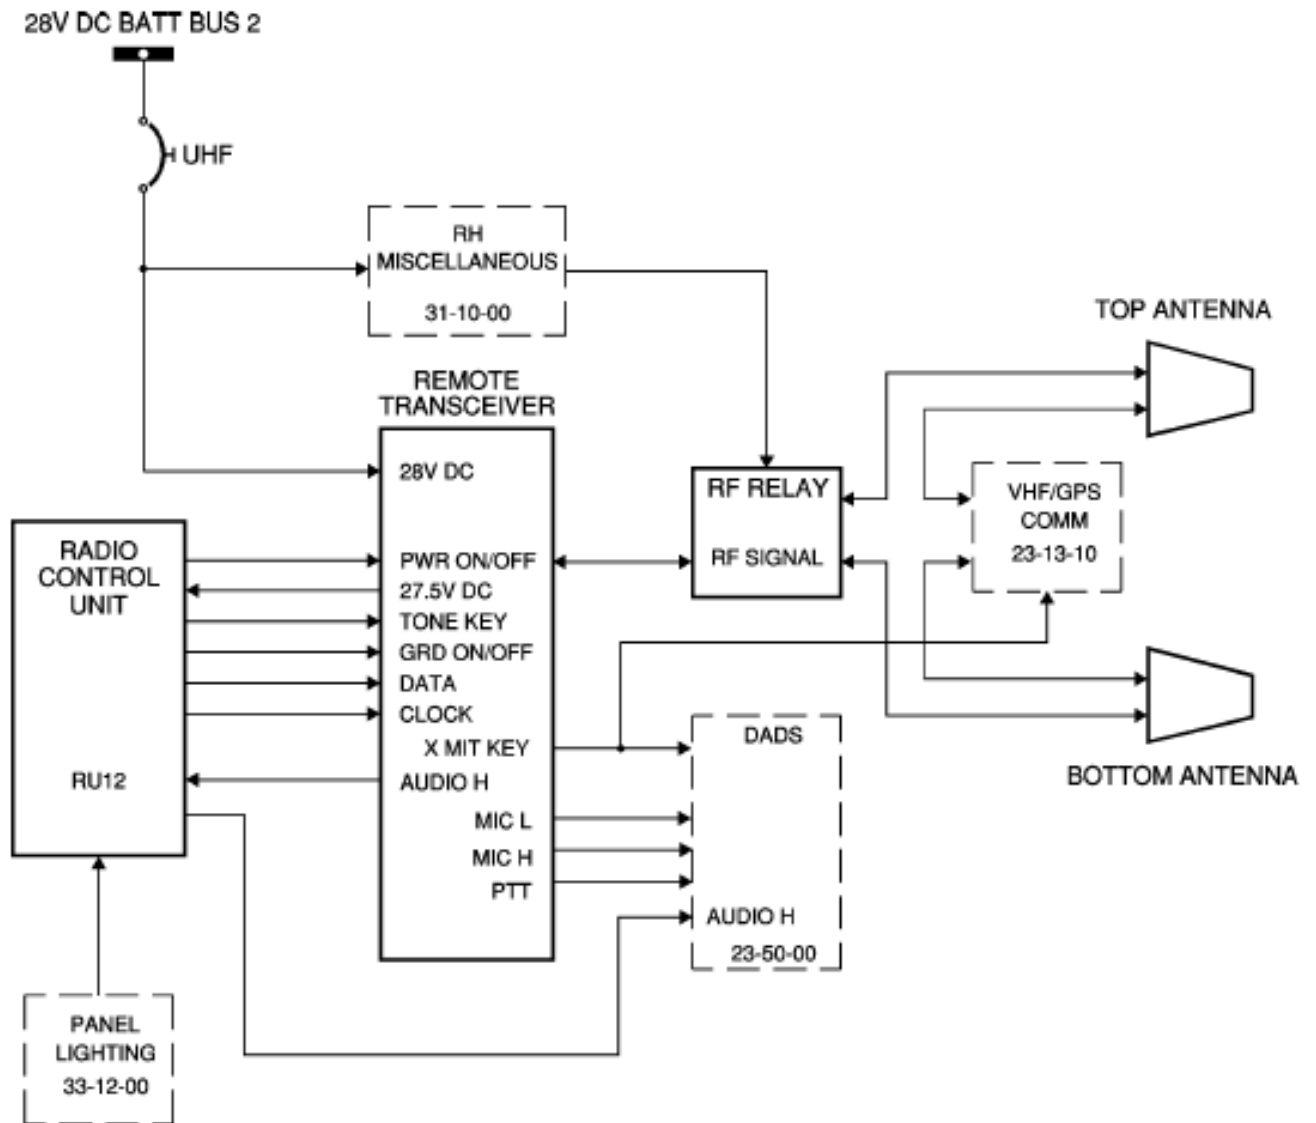 28V DC BATT BUS 2
UHF
RH
MISCELLANEOUS
31-10-00
TOP ANTENNA
REMOTE
TRANSCEIVER
28V DC
PWR ON/OFF
27.5V DC
TONE KEY
GRD ON/OFF
DATA
CLOCK
X MIT KEY
AUDIO H
MIC L
MIC H
PTT
RADIO
CONTROL
UNIT
RU12
RF RELAY
RF SIGNAL
VHF/GPS
COMM
23-13-10
DADS
AUDIO H
23-50-00
BOTTOM ANTENNA
PANEL
LIGHTING
33-12-00